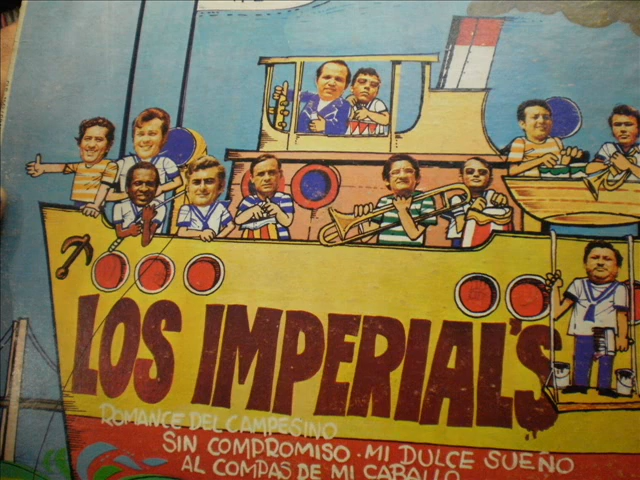 LOS IMPERIAL'S
ROMANCE DEL CAMPESINO
SIN COMPROMISO · MI DULCE SUEÑO
AL COMPAS DE MI CABALLO